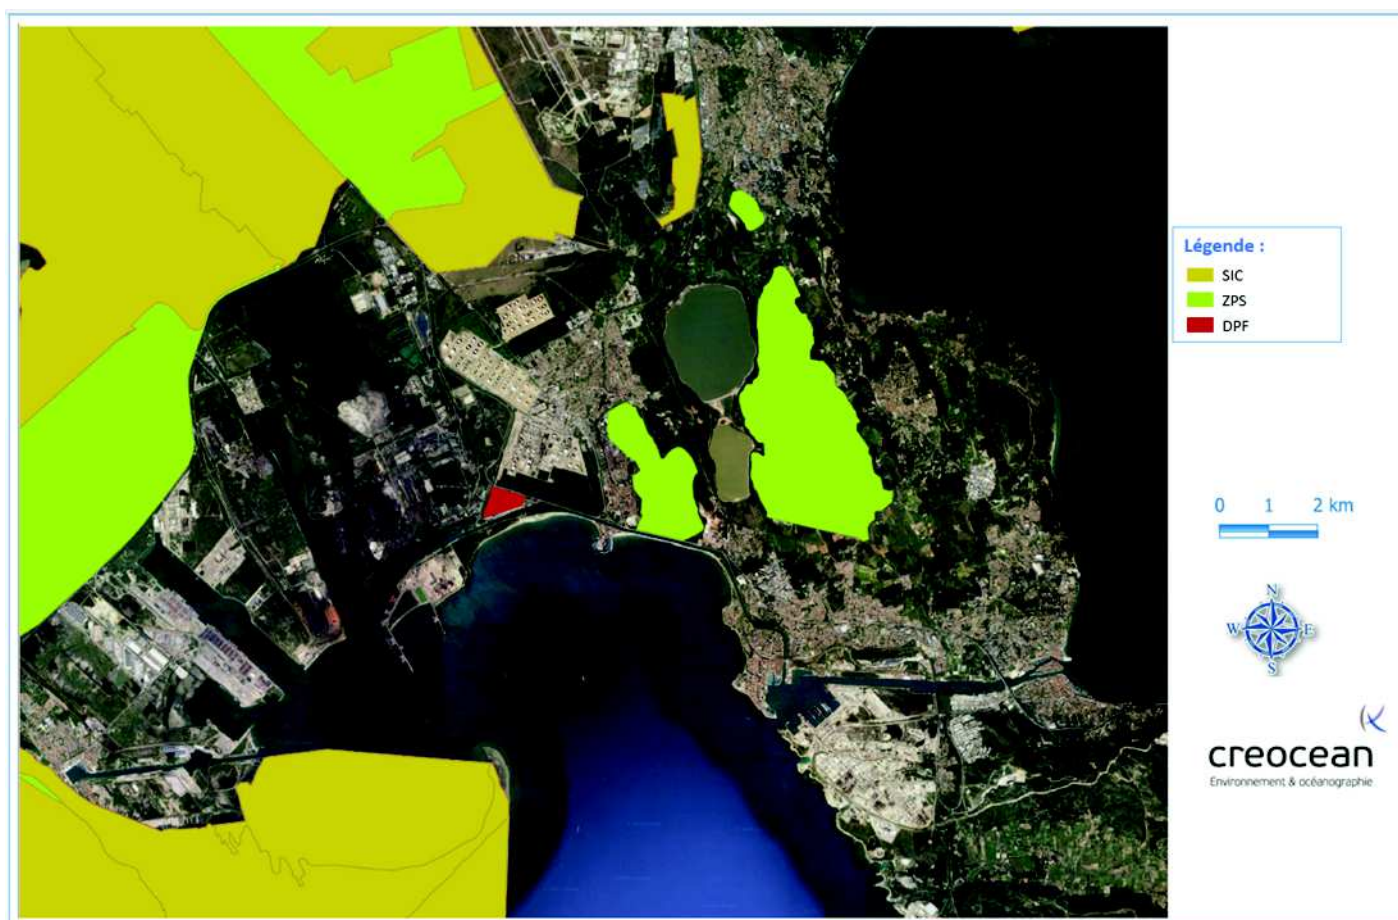 Légende :
SIC
ZPS
DPF
0 1 2 km
N
W E
S
creocean
Environnement & océanographie